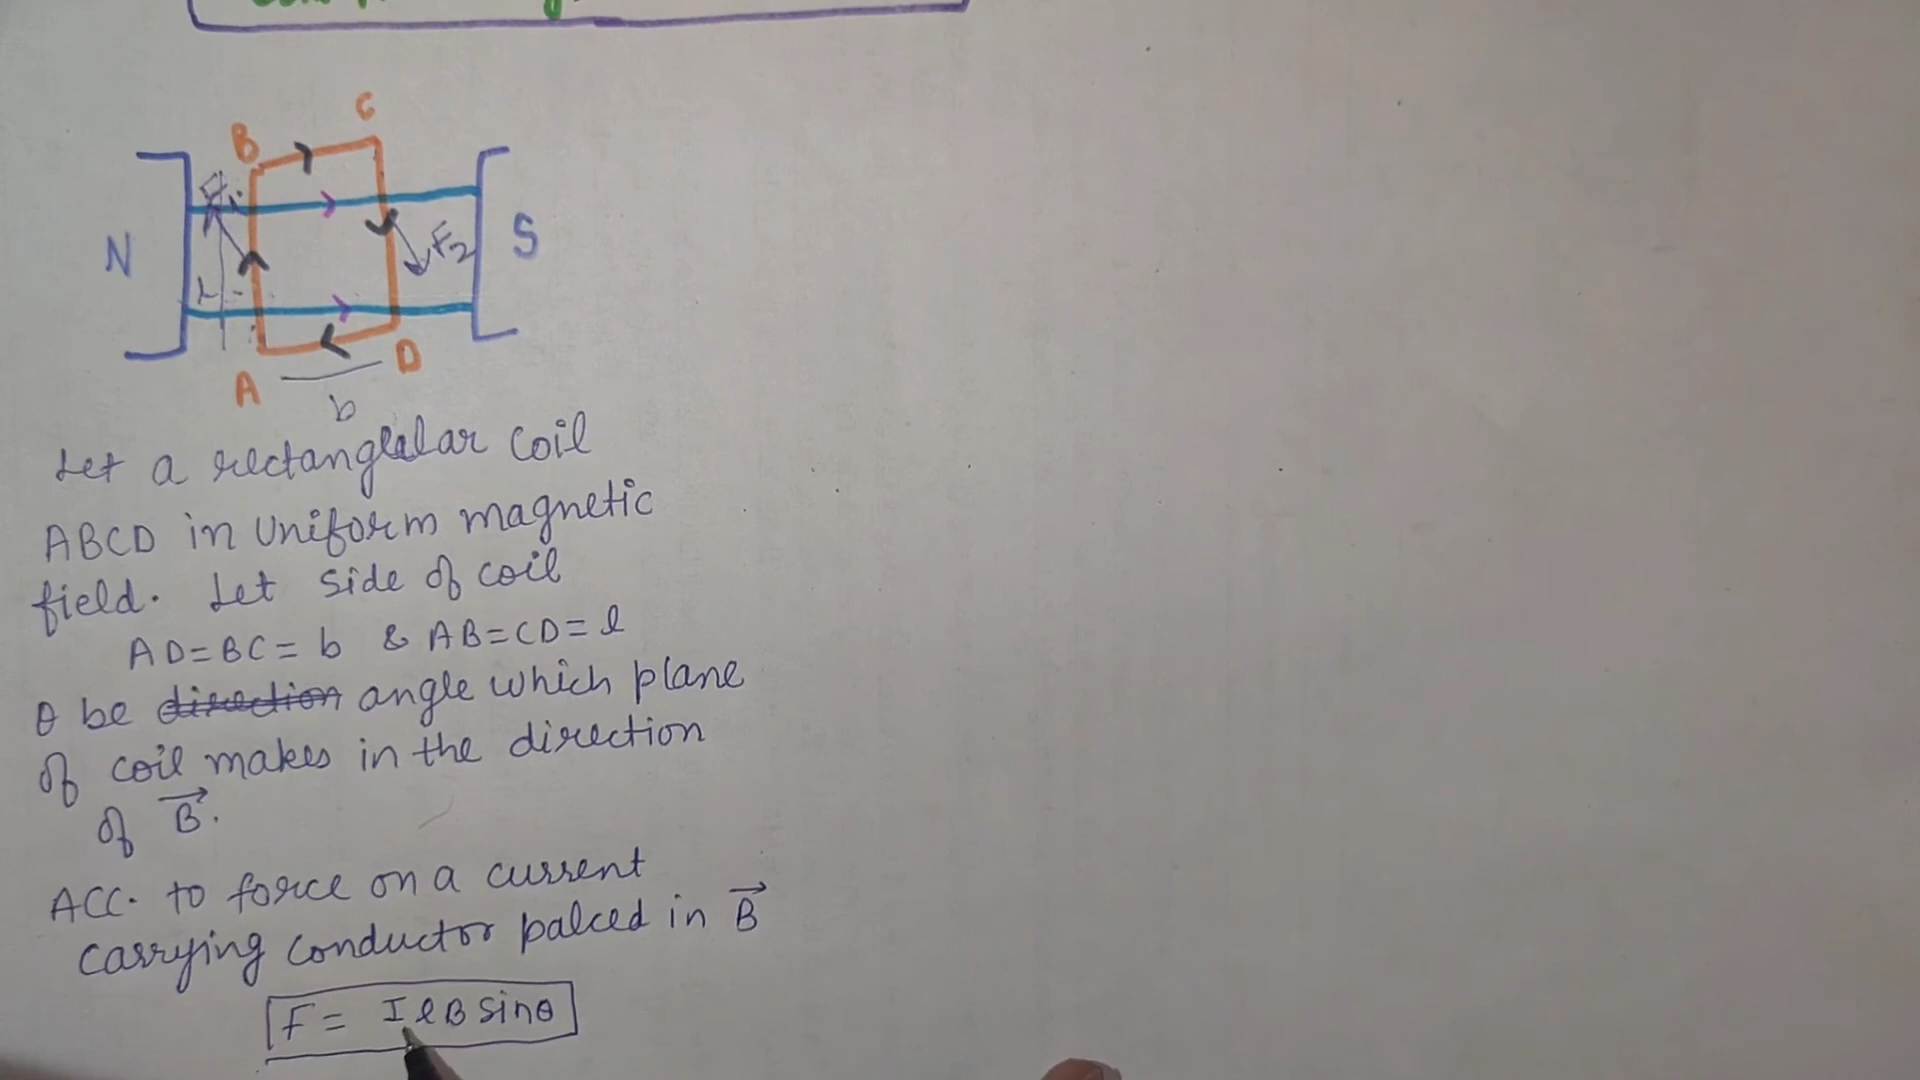 C
B
F1
N
F2
S
L
A
D
b
Let a rectanglular coil
ABCD in Uniform magnetic
field. Let side of coil
AD=BC= b & AB=CD= l
θ be direction angle which plane
of coil makes in the direction
of B⃗.
ACC. to force on a current
carrying conductor palced in B⃗
F= IlB sinθ